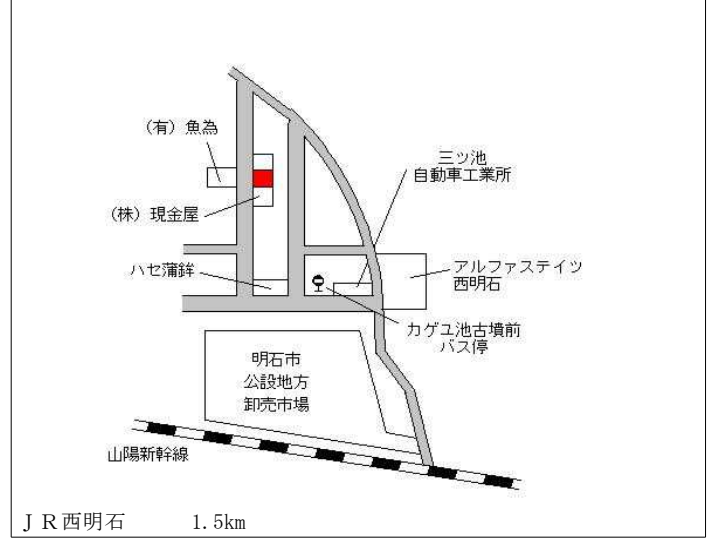 (有) 魚為
三ツ池
自動車工業所
(株) 現金屋
ハセ蒲鉾
アルファステイツ
西明石
カゲユ池古墳前
バス停
明石市
公設地方
卸売市場
山陽新幹線
ＪＲ西明石　　　1.5km